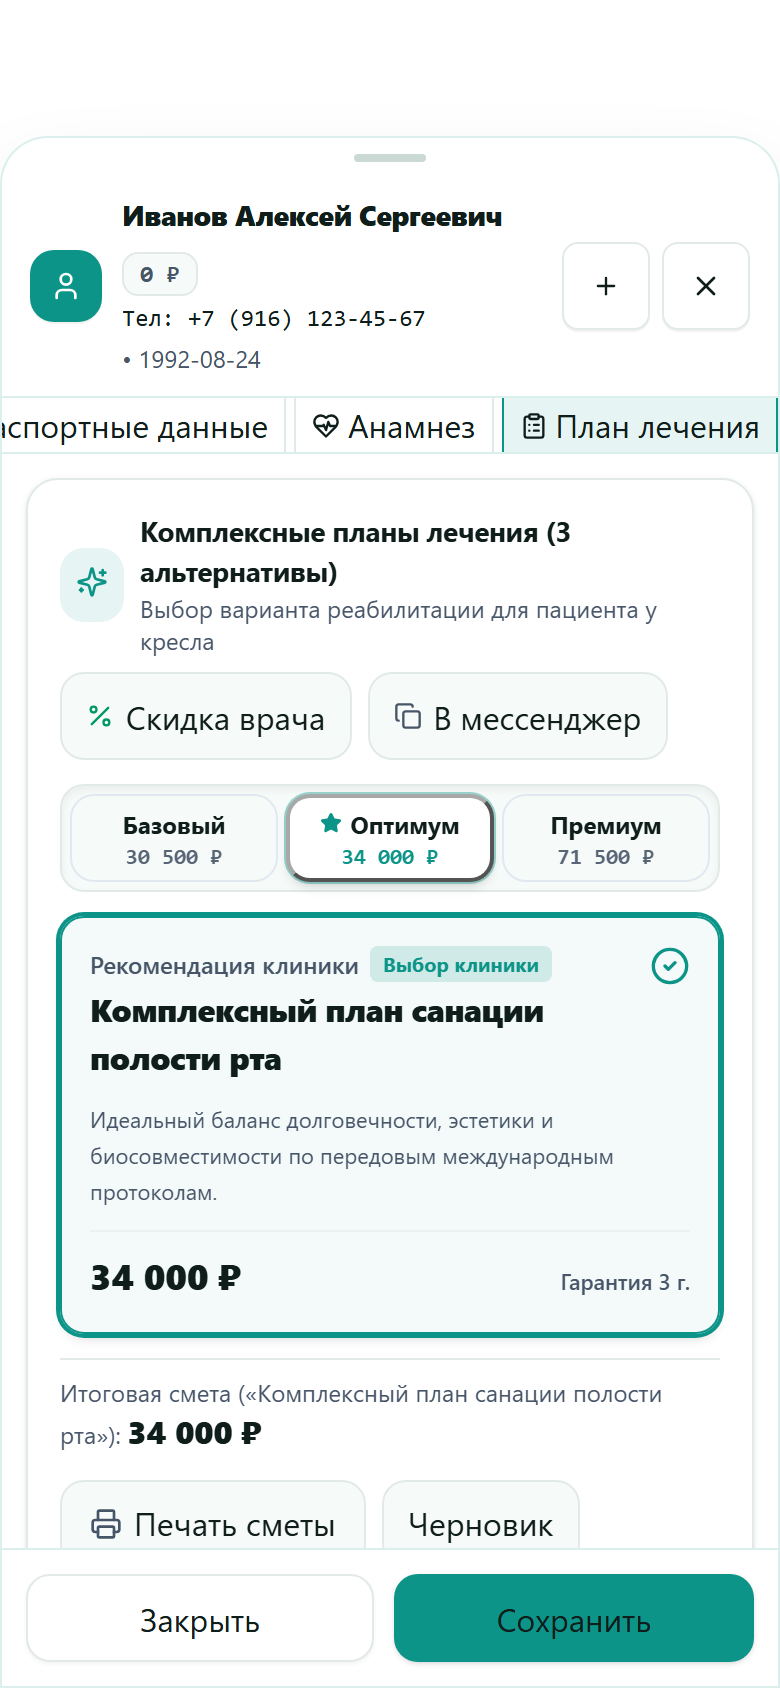 Иванов Алексей Сергеевич
0 ₽
Тел: +7 (916) 123-45-67
• 1992-08-24
аспортные данные
Анамнез
План лечения
Комплексные планы лечения (3
альтернативы)
Выбор варианта реабилитации для пациента у
кресла
Скидка врача
В мессенджер
Базовый
30 500 ₽
Оптимум
34 000 ₽
Премиум
71 500 ₽
Рекомендация клиники
Выбор клиники
Комплексный план санации
полости рта
Идеальный баланс долговечности, эстетики и
биосовместимости по передовым международным
протоколам.
34 000 ₽
Гарантия 3 г.
Итоговая смета («Комплексный план санации полости
рта»): 34 000 ₽
Печать сметы
Черновик
Закрыть
Сохранить